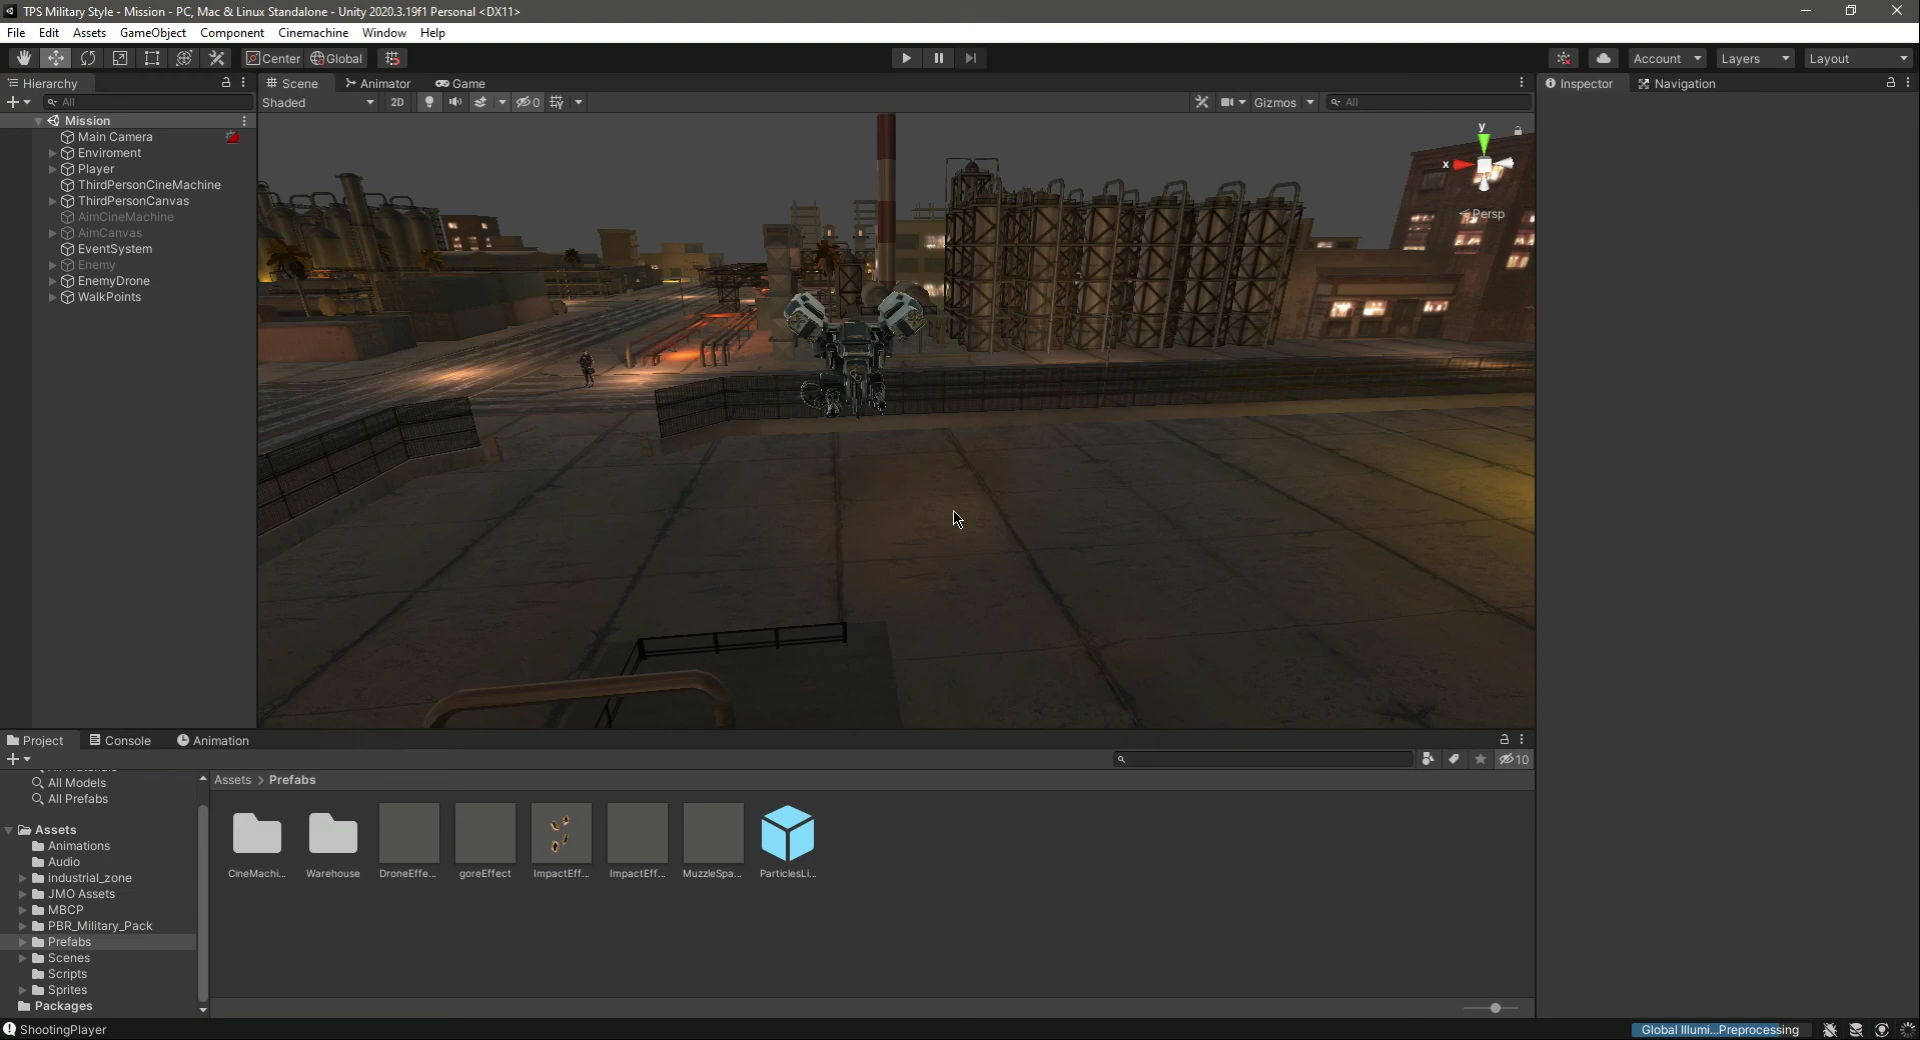 TPS Military Style - Mission - PC, Mac & Linux Standalone - Unity 2020.3.19f1 Personal <DX11>
File Edit Assets GameObject Component Cinemachine Window Help
Center Global Account Layers Layout
Hierarchy
All
Mission
Main Camera
Enviroment
Player
ThirdPersonCineMachine
ThirdPersonCanvas
AimCineMachine
AimCanvas
EventSystem
Enemy
EnemyDrone
WalkPoints
Scene Animator Game
Shaded 2D 0 Gizmos All
y
x
Persp
Inspector Navigation
Project Console Animation
10
All Models
All Prefabs
Assets
Animations
Audio
industrial_zone
JMO Assets
MBCP
PBR_Military_Pack
Prefabs
Scenes
Scripts
Sprites
Packages
Assets > Prefabs
CineMachi... Warehouse DroneEffe... goreEffect ImpactEff... ImpactEff... MuzzleSpa... ParticlesLi...
ShootingPlayer
Global Illumi...Preprocessing